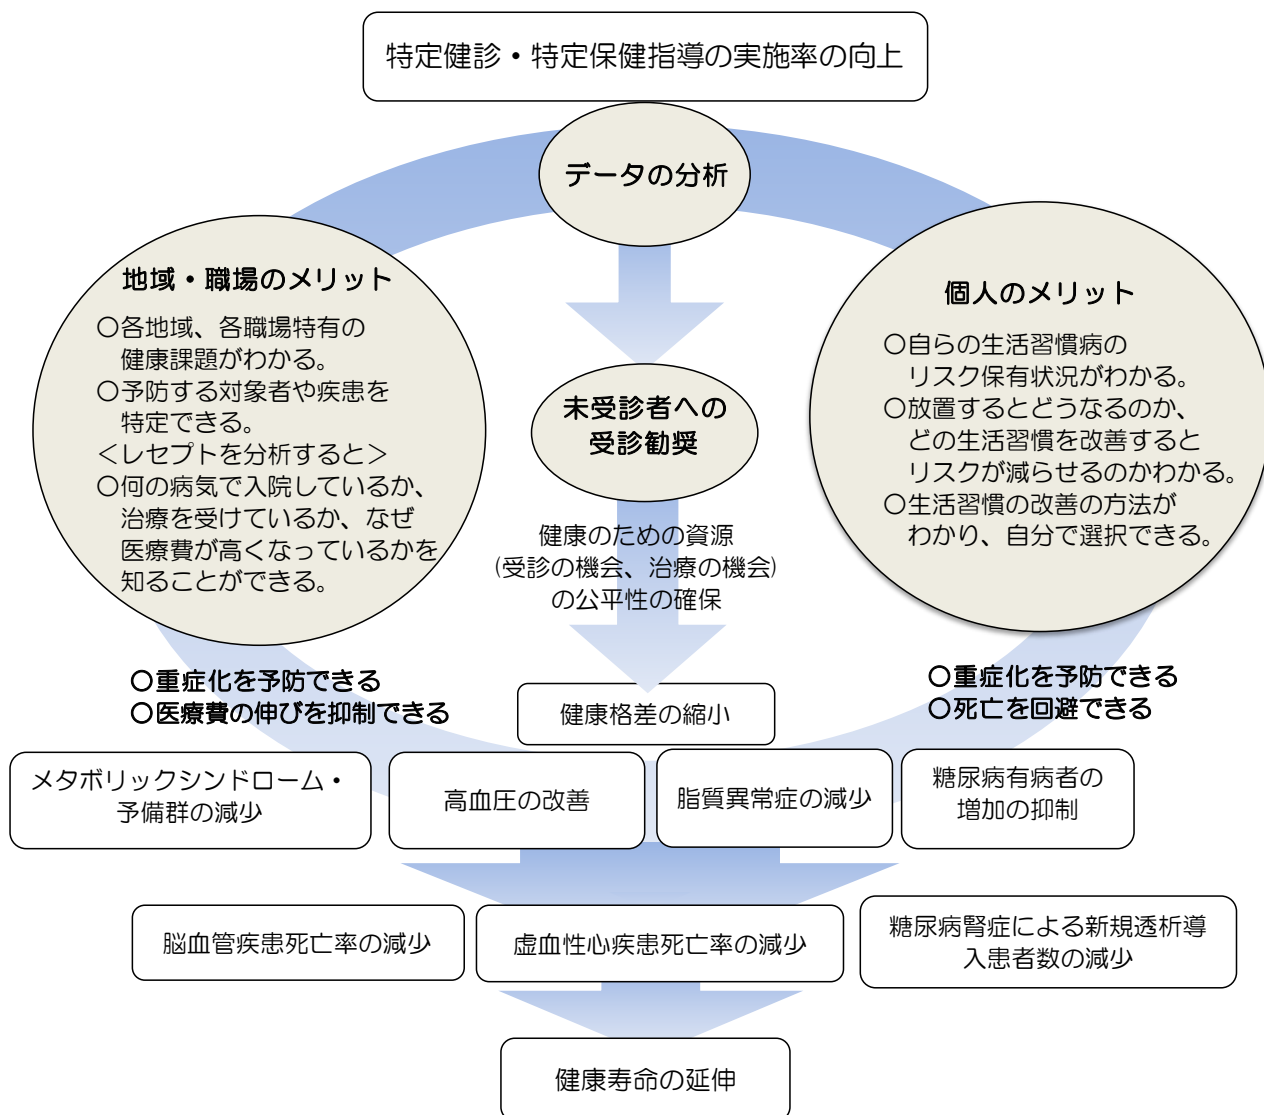 特定健診・特定保健指導の実施率の向上
データの分析
地域・職場のメリット
〇各地域、各職場特有の
健康課題がわかる。
〇予防する対象者や疾患を
特定できる。
＜レセプトを分析すると＞
〇何の病気で入院しているか、
治療を受けているか、なぜ
医療費が高くなっているかを
知ることができる。
個人のメリット
〇自らの生活習慣病の
リスク保有状況がわかる。
〇放置するとどうなるのか、
どの生活習慣を改善すると
リスクが減らせるのかわかる。
〇生活習慣の改善の方法が
わかり、自分で選択できる。
未受診者への
受診勧奨
健康のための資源
(受診の機会、治療の機会)
の公平性の確保
〇重症化を予防できる
〇医療費の伸びを抑制できる
〇重症化を予防できる
〇死亡を回避できる
健康格差の縮小
メタボリックシンドローム・
予備群の減少
高血圧の改善
脂質異常症の減少
糖尿病有病者の
増加の抑制
脳血管疾患死亡率の減少
虚血性心疾患死亡率の減少
糖尿病腎症による新規透析導
入患者数の減少
健康寿命の延伸